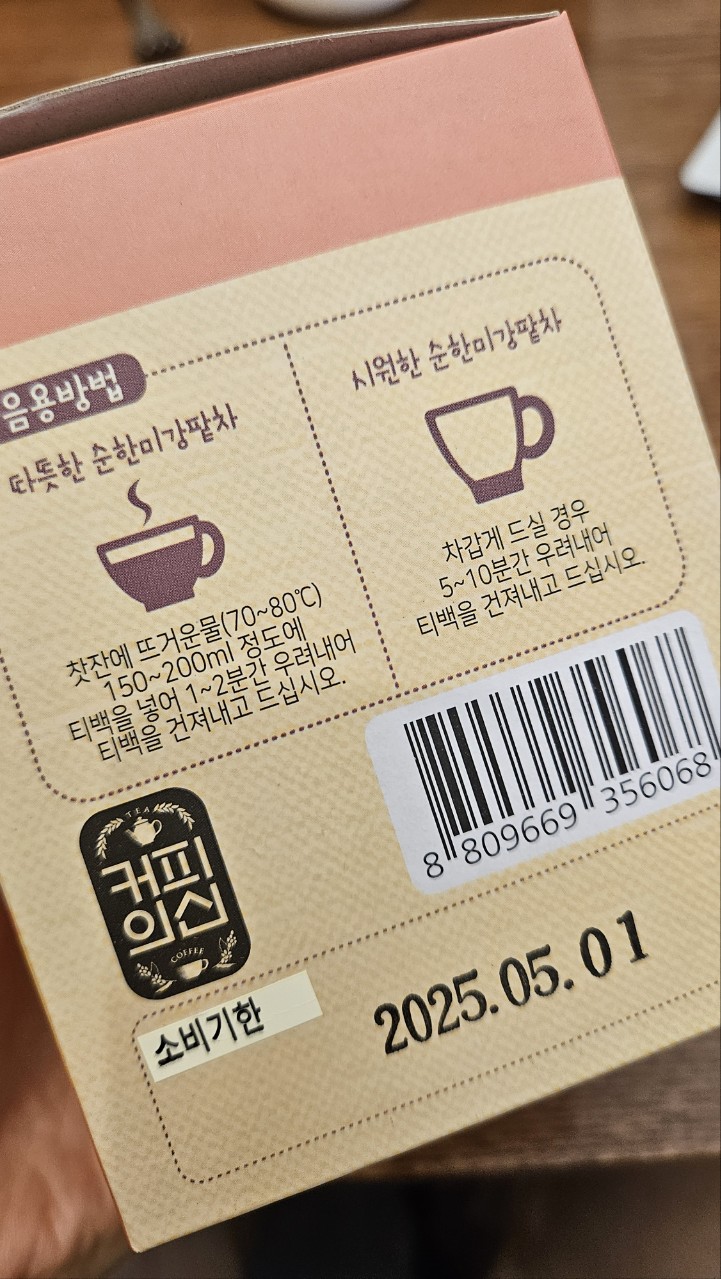 음용방법
따뜻한 순한미강팥차
찻잔에 뜨거운물(70~80℃)
150~200ml 정도에
티백을 넣어 1~2분간 우려내어
티백을 건져내고 드십시오.
시원한 순한미강팥차
차갑게 드실 경우
5~10분간 우려내어
티백을 건져내고 드십시오.
8 809669 356068
TEA
커피
의신
COFFEE
소비기한
2025.05.01